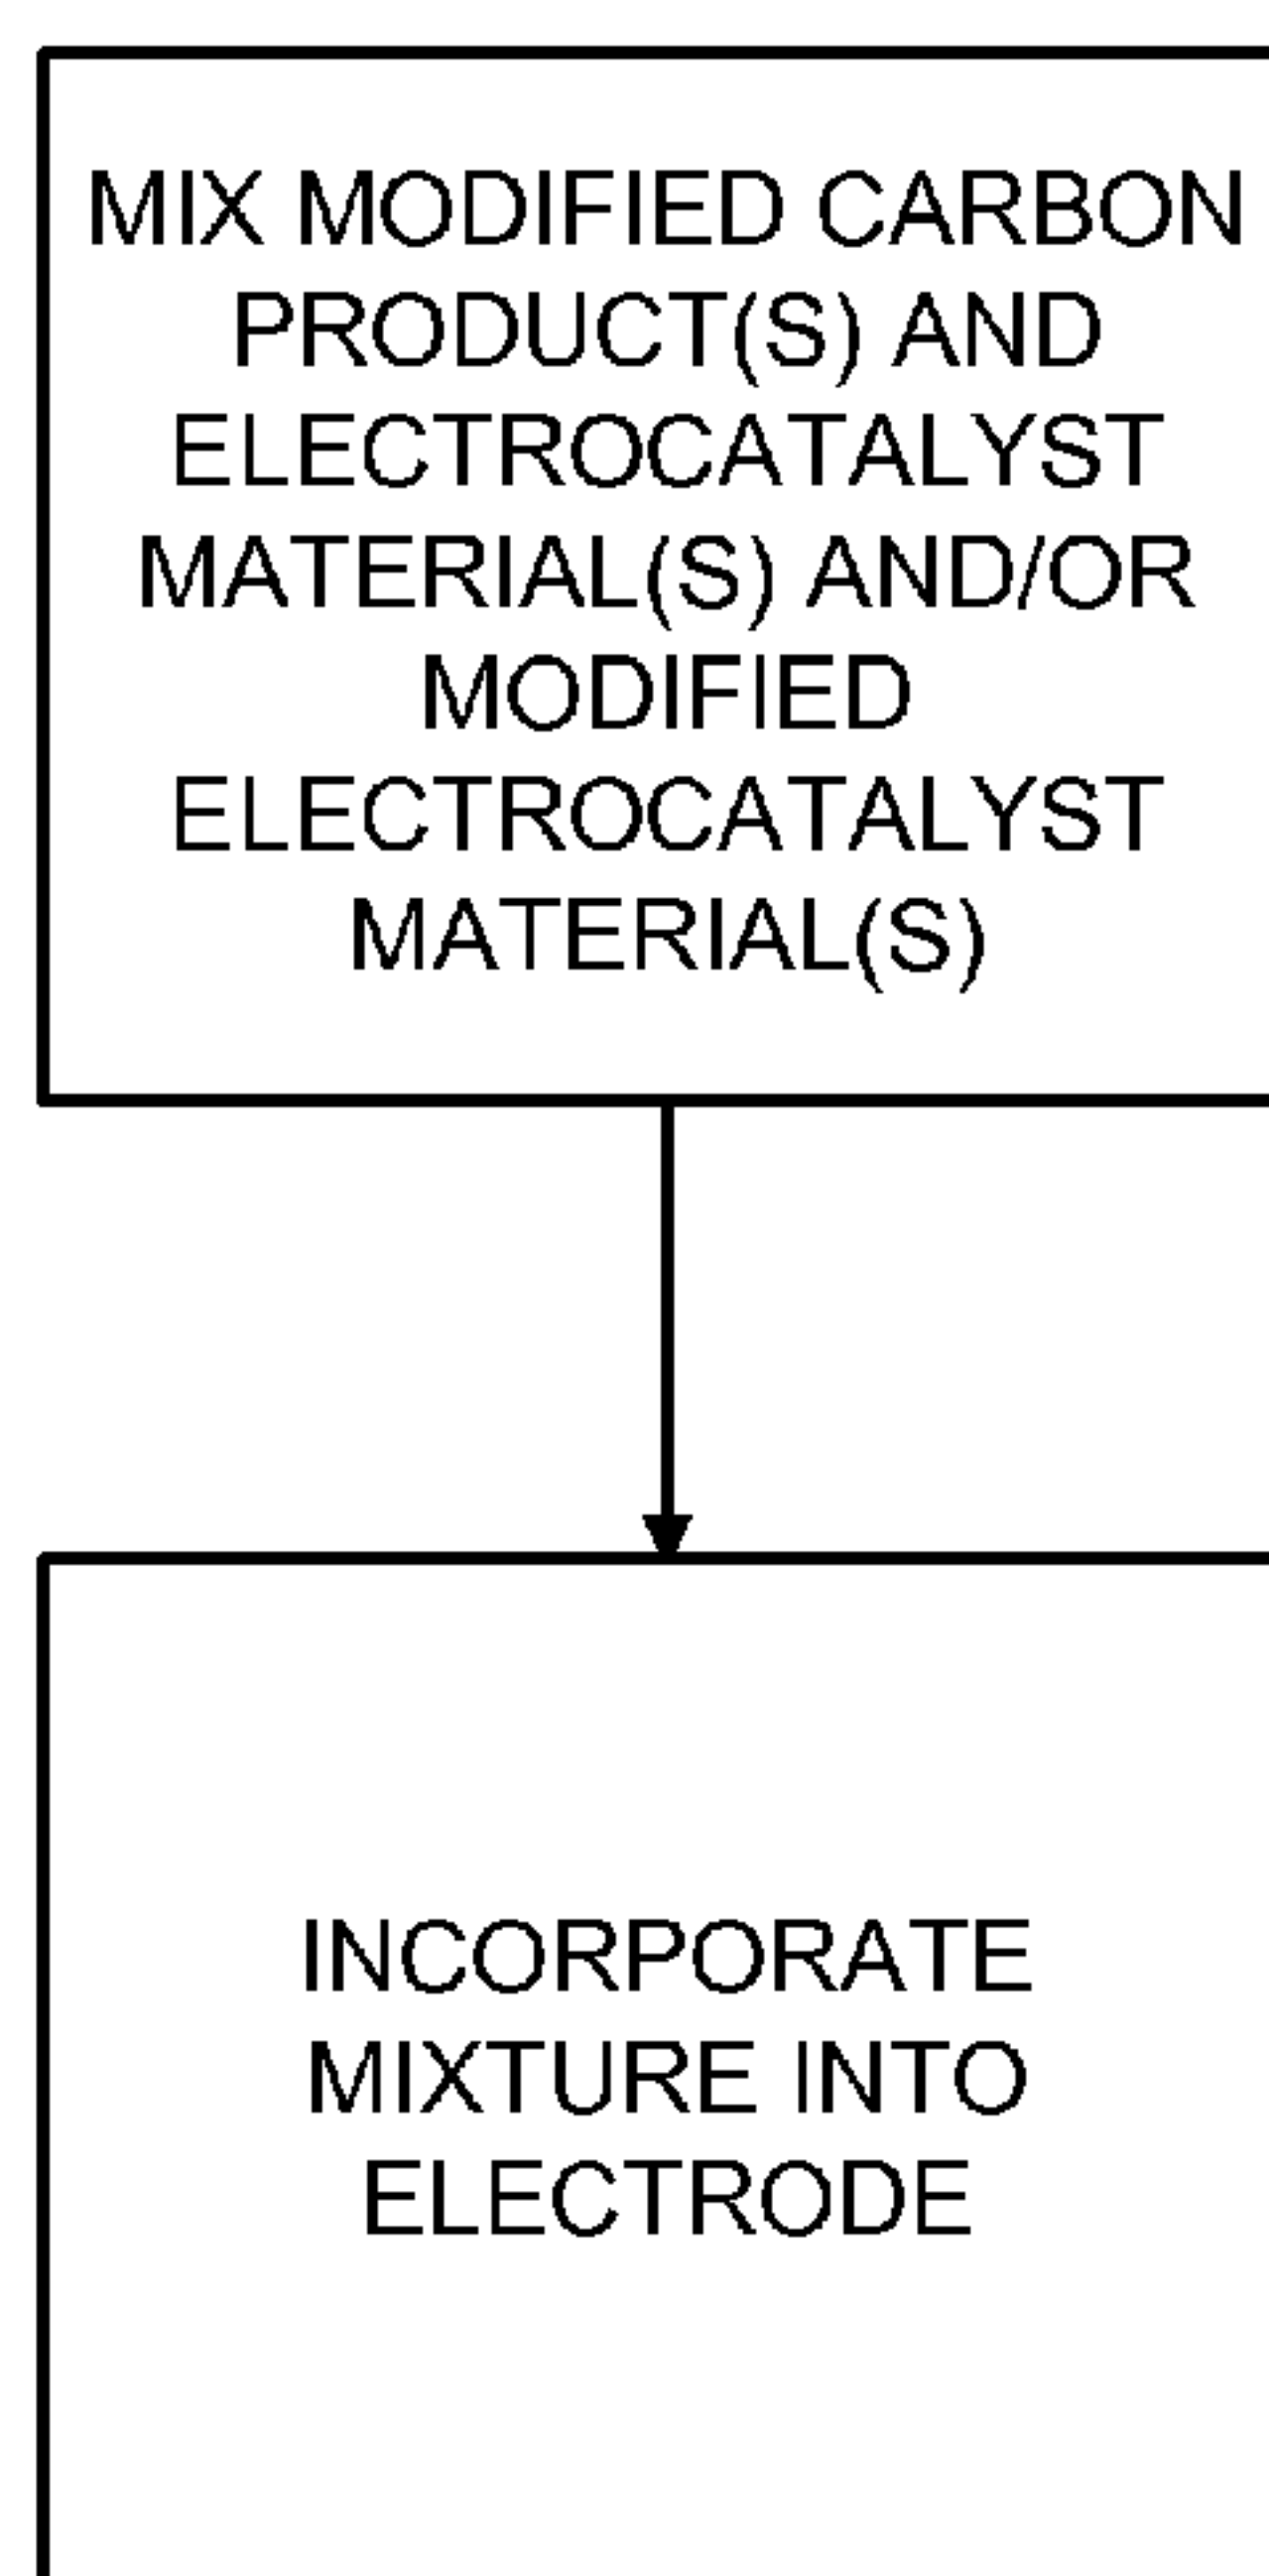 MIX MODIFIED CARBON
PRODUCT(S) AND
ELECTROCATALYST
MATERIAL(S) AND/OR
MODIFIED
ELECTROCATALYST
MATERIAL(S)
INCORPORATE
MIXTURE INTO
ELECTRODE